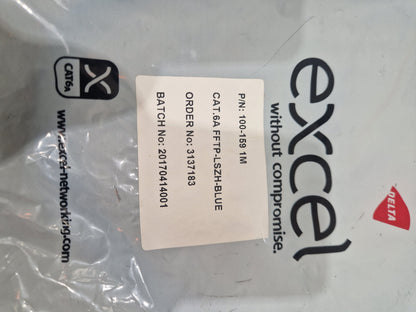 excel
without compromise.
DELTA
P/N: 100-159 1M
CAT.6A FFTP-LSZH-BLUE
ORDER No: 3137183
BATCH No: 20170414001
CAT6A
www.excel-networking.com